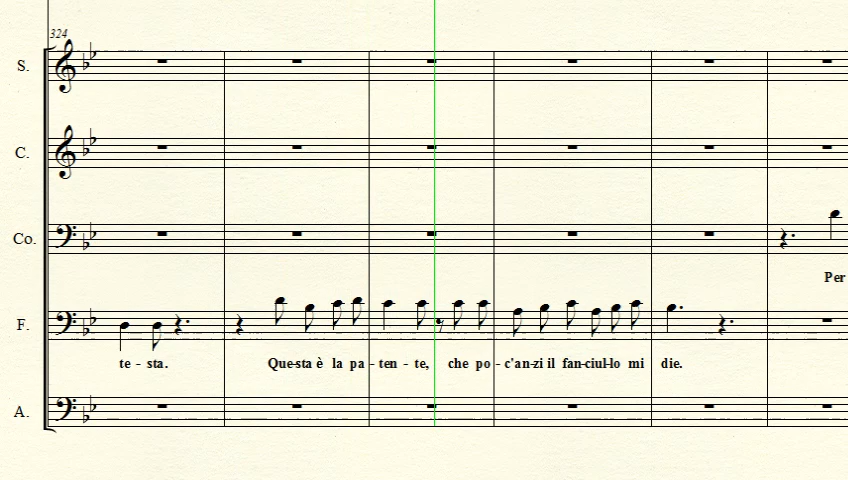 324
S.
C.
Co.
Per
F.
te - sta. Que-sta è la pa - ten - te, che po - c'an-zi il fan-ciul-lo mi die.
A.